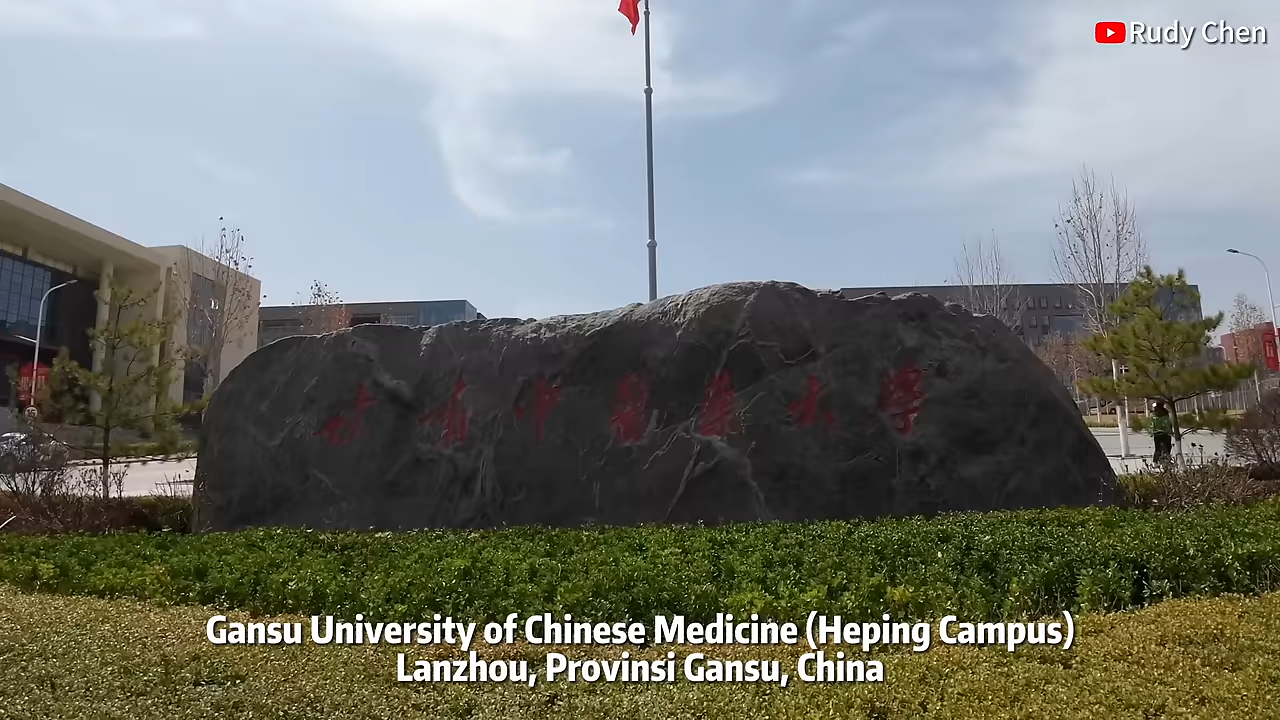 Rudy Chen
甘肃中医药大学
Gansu University of Chinese Medicine (Heping Campus)
Lanzhou, Provinsi Gansu, China